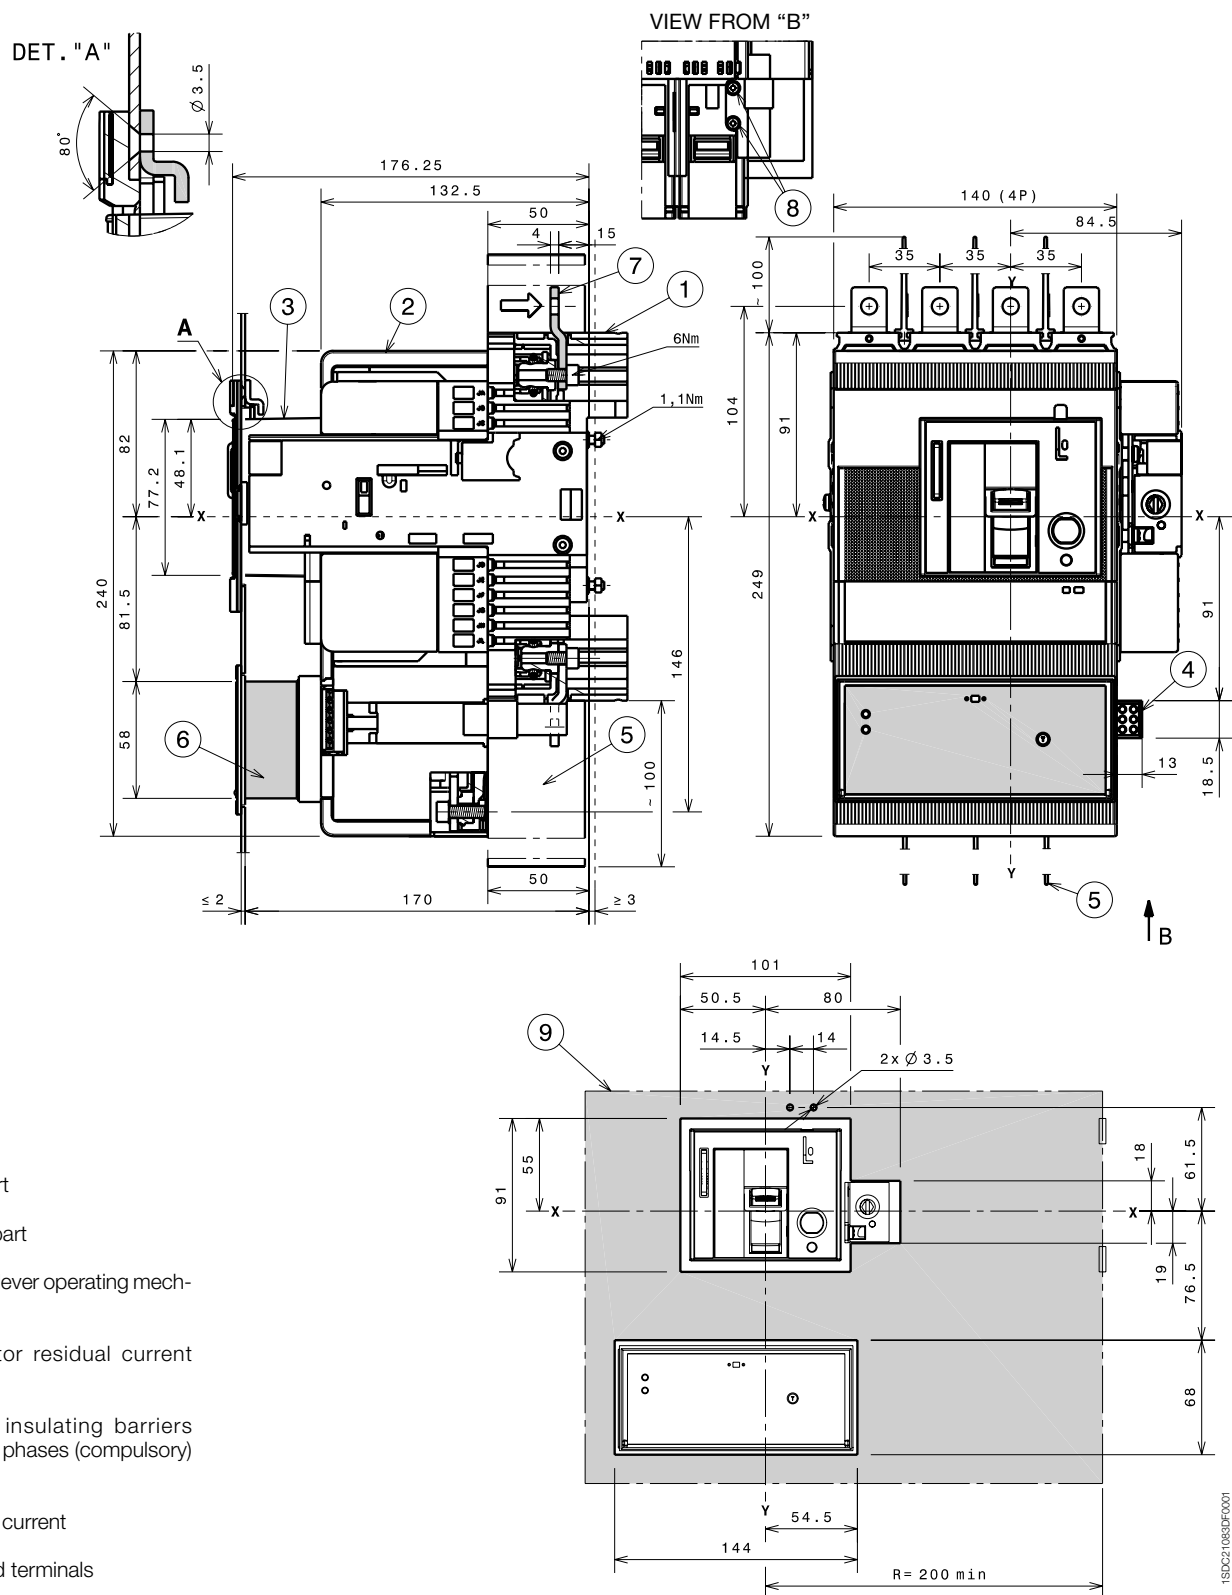 VIEW FROM “B”
DET."A"
80°
Ø 3.5
176.25
132.5
50
4
15
8
7
1
2
3
A
6Nm
1,1Nm
82
77.2
48.1
X
X
240
81.5
58
6
5
146
~100
50
≤ 2
170
≥ 3
140 (4P)
84.5
35
35
35
~100
Y
104
91
249
X
X
91
4
13
18.5
Y
5
B
101
50.5
80
9
14.5
14
Y
2x Ø 3.5
91
55
X
X
18
61.5
19
76.5
68
Y
54.5
144
R= 200 min
rt
part
ever operating mech-
tor residual current
insulating barriers
phases (compulsory)
current
d terminals
1SDC21083DF0001